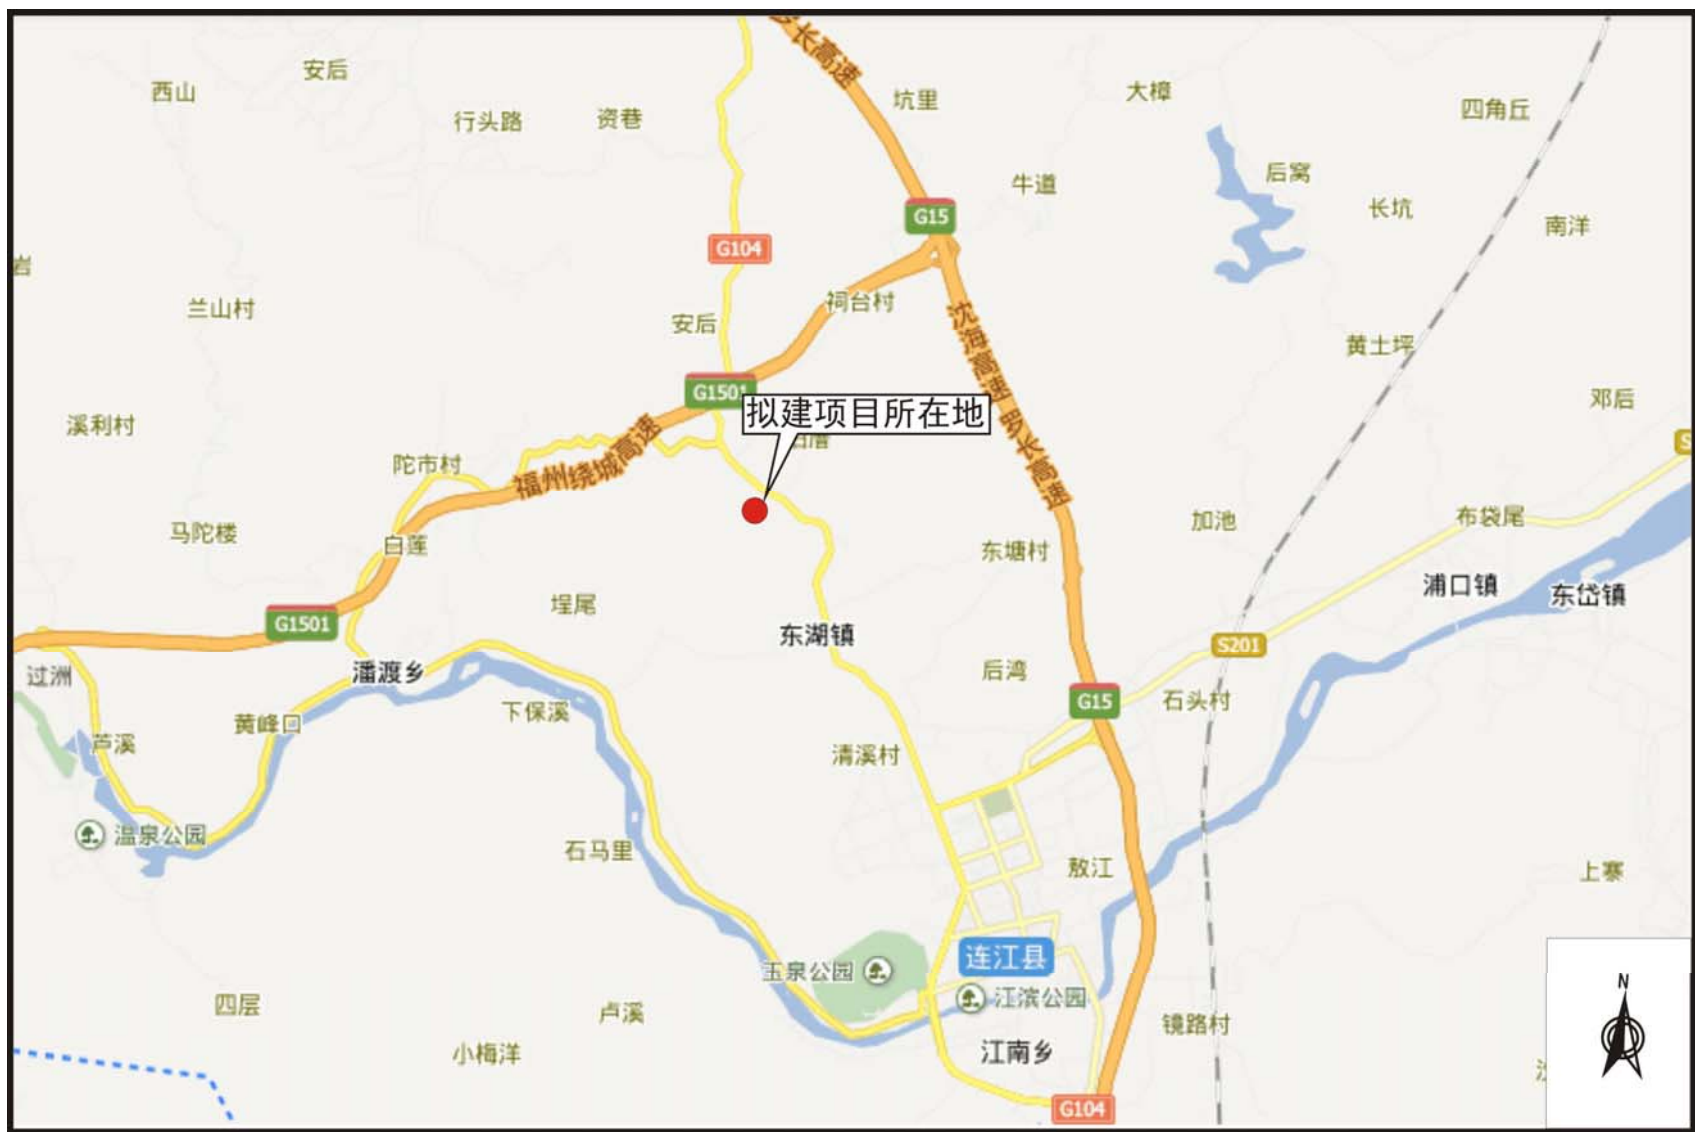 罗长高速
安后
西山
坑里
大樟
四角丘
行头路
资巷
后窝
牛道
长坑
G15
南洋
G104
岩
祠台村
兰山村
安后
沈海高速
黄土坪
G1501
邓后
拟建项目所在地
溪利村
罗长高速
陀市村
福州绕城高速
加池
布袋尾
马陀楼
白莲
东塘村
浦口镇
东岱镇
埕尾
G1501
东湖镇
S201
过洲
潘渡乡
后湾
G15
石头村
下保溪
黄峰口
芦溪
清溪村
温泉公园
石马里
敖江
上寨
连江县
玉泉公园
江滨公园
N
四层
卢溪
镜路村
小梅洋
江南乡
G104